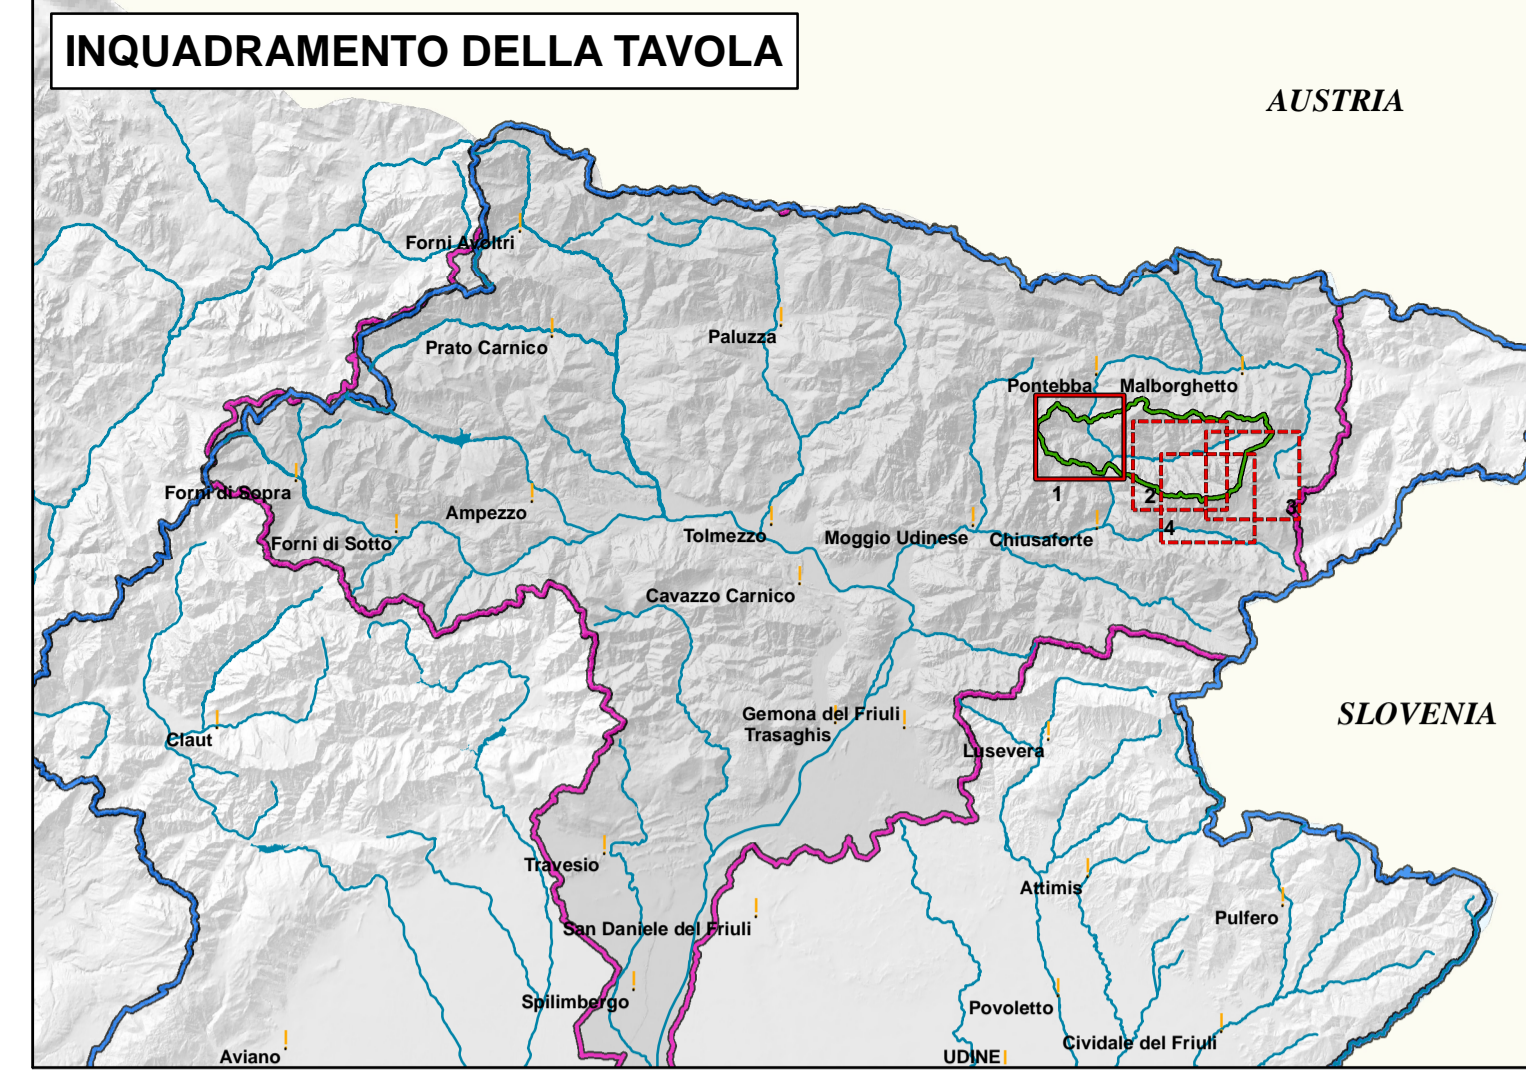 INQUADRAMENTO DELLA TAVOLA
AUSTRIA
Forni Avoltri
Prato Carnico
Paluzza
Pontebba
Malborghetto
Forni di Sopra
Ampezzo
Forni di Sotto
Tolmezzo
Moggio Udinese
Chiusaforte
1
2
3
4
Cavazzo Carnico
Gemona del Friuli
Trasaghis
SLOVENIA
Claut
Lusevera
Travesio
Attimis
Pulfero
San Daniele del Friuli
Spilimbergo
Povoletto
Cividale del Friuli
Aviano
UDINE